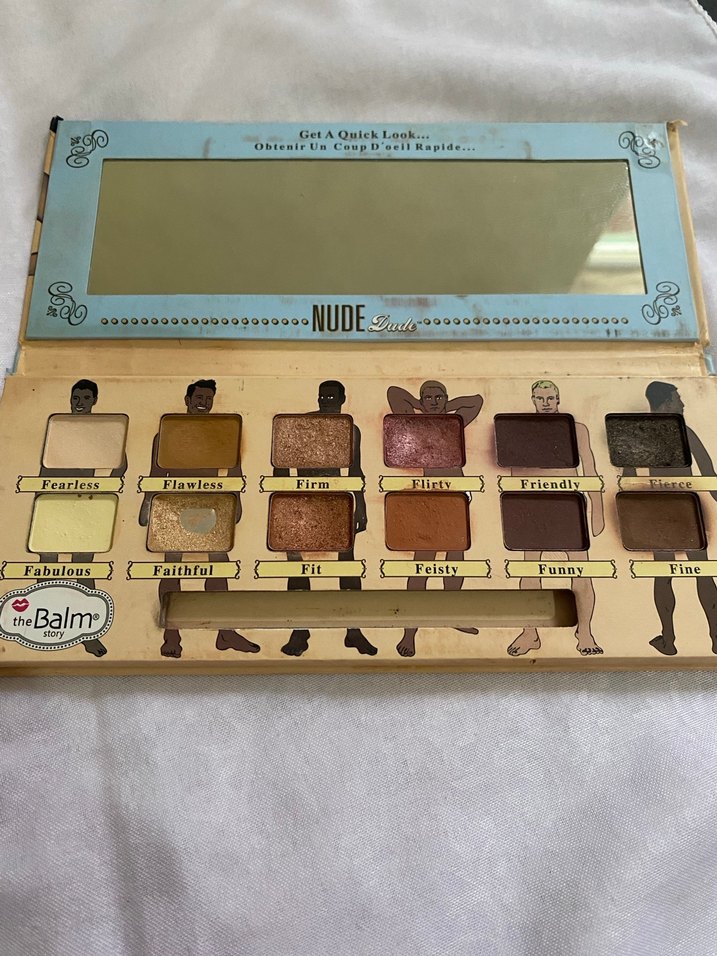 Get A Quick Look...
Obtenir Un Coup D'oeil Rapide...
NUDE Dude
Fearless Flawless Firm Flirty Friendly Fierce
Fabulous Faithful Fit Feisty Funny Fine
the Balm®
story